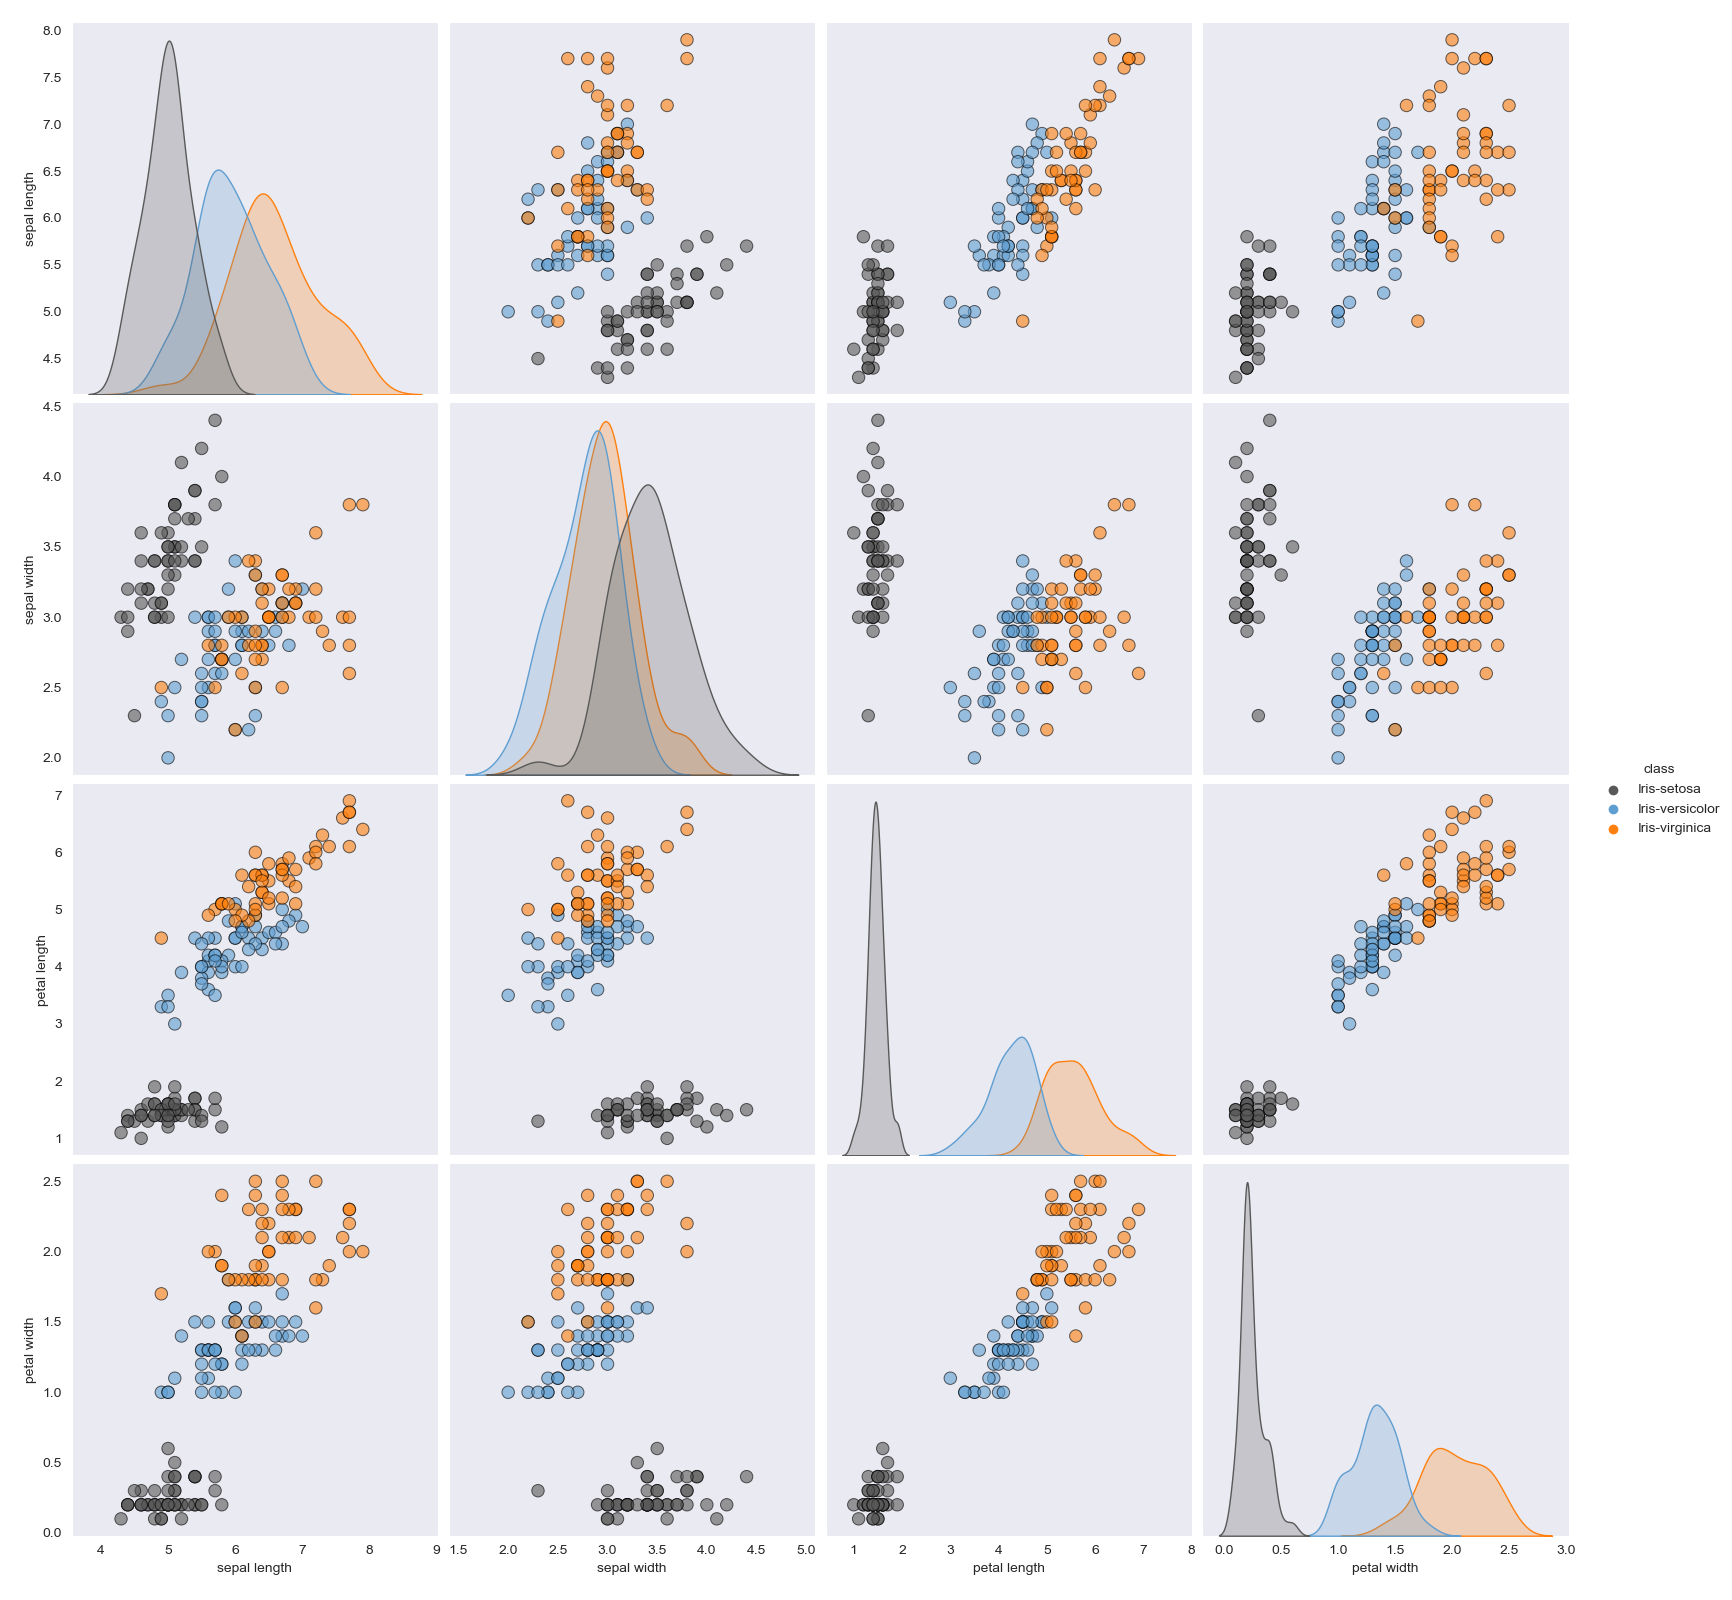 8.0
7.5
7.0
6.5
6.0
5.5
5.0
4.5
sepal length
4.5
4.0
3.5
3.0
2.5
2.0
sepal width
7
6
5
4
3
2
1
petal length
2.5
2.0
1.5
1.0
0.5
0.0
petal width
4 5 6 7 8 9
sepal length
1.5 2.0 2.5 3.0 3.5 4.0 4.5 5.0
sepal width
1 2 3 4 5 6 7 8
petal length
0.0 0.5 1.0 1.5 2.0 2.5 3.0
petal width
class
Iris-setosa
Iris-versicolor
Iris-virginica